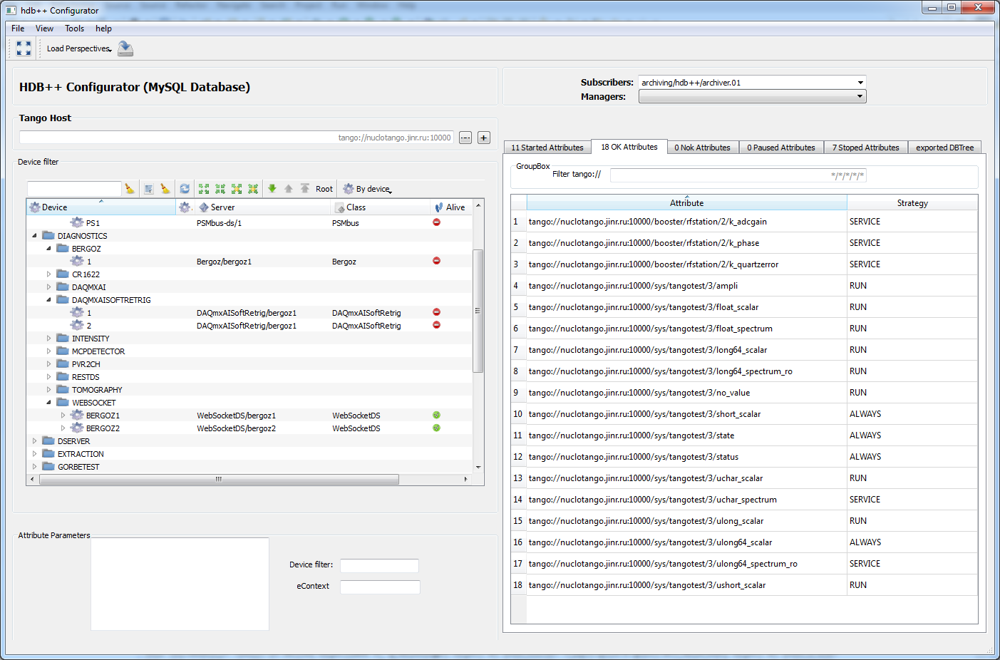 hdb++ Configurator
File View Tools help
Load Perspectives
HDB++ Configurator (MySQL Database)
Tango Host
tango://nuclotango.jinr.ru:10000
--- +
Device filter
Root By device
Device Server Class Alive
PS1 PSMbus-ds/1 PSMbus
DIAGNOSTICS
BERGOZ
1 Bergoz/bergoz1 Bergoz
CR1622
DAQMXAI
DAQMXAISOFTRETRIG
1 DAQmxAISoftRetrig/bergoz1 DAQmxAISoftRetrig
2 DAQmxAISoftRetrig/bergoz1 DAQmxAISoftRetrig
INTENSITY
MCPDETECTOR
PVR2CH
RESTDS
TOMOGRAPHY
WEBSOCKET
BERGOZ1 WebSocketDS/bergoz1 WebSocketDS
BERGOZ2 WebSocketDS/bergoz2 WebSocketDS
DSERVER
EXTRACTION
GORBETEST
Attribute Parameters
Device filter:
eContext
Subscribers: archiving/hdb++/archiver.01
Managers:
11 Started Attributes 18 OK Attributes 0 Nok Attributes 0 Paused Attributes 7 Stoped Attributes exported DBTree
GroupBox
Filter tango:// */*/*/*/*
Attribute Strategy
1 tango://nuclotango.jinr.ru:10000/booster/rfstation/2/k_adcgain SERVICE
2 tango://nuclotango.jinr.ru:10000/booster/rfstation/2/k_phase SERVICE
3 tango://nuclotango.jinr.ru:10000/booster/rfstation/2/k_quartzerror SERVICE
4 tango://nuclotango.jinr.ru:10000/sys/tangotest/3/ampli RUN
5 tango://nuclotango.jinr.ru:10000/sys/tangotest/3/float_scalar RUN
6 tango://nuclotango.jinr.ru:10000/sys/tangotest/3/float_spectrum RUN
7 tango://nuclotango.jinr.ru:10000/sys/tangotest/3/long64_scalar RUN
8 tango://nuclotango.jinr.ru:10000/sys/tangotest/3/long64_spectrum_ro RUN
9 tango://nuclotango.jinr.ru:10000/sys/tangotest/3/no_value RUN
10 tango://nuclotango.jinr.ru:10000/sys/tangotest/3/short_scalar ALWAYS
11 tango://nuclotango.jinr.ru:10000/sys/tangotest/3/state ALWAYS
12 tango://nuclotango.jinr.ru:10000/sys/tangotest/3/status ALWAYS
13 tango://nuclotango.jinr.ru:10000/sys/tangotest/3/uchar_scalar RUN
14 tango://nuclotango.jinr.ru:10000/sys/tangotest/3/uchar_spectrum SERVICE
15 tango://nuclotango.jinr.ru:10000/sys/tangotest/3/ulong_scalar RUN
16 tango://nuclotango.jinr.ru:10000/sys/tangotest/3/ulong64_scalar ALWAYS
17 tango://nuclotango.jinr.ru:10000/sys/tangotest/3/ulong64_spectrum_ro SERVICE
18 tango://nuclotango.jinr.ru:10000/sys/tangotest/3/ushort_scalar RUN